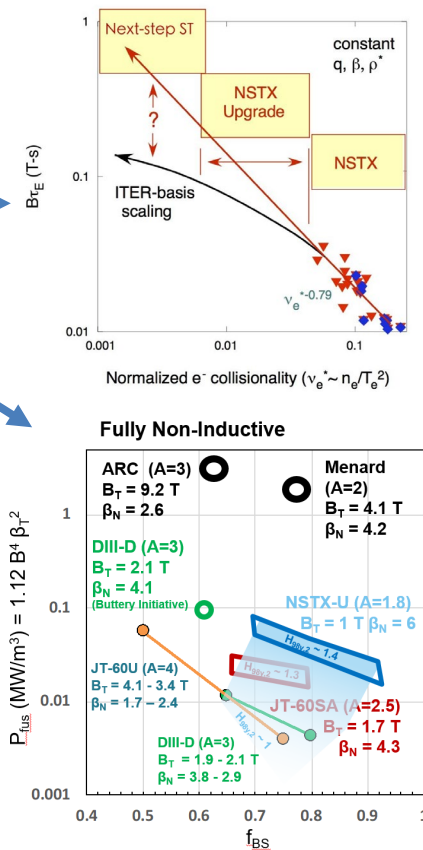 Next-step ST
constant
q, β, ρ*
NSTX
Upgrade
?
NSTX
ITER-basis
scaling
νe*-0.79
BτE (T-s)
1
0.1
0.01
0.001
0.01
0.1
Normalized e- collisionality (νe*~ ne/Te2)
Fully Non-Inductive
ARC (A=3)
BT = 9.2 T
βN = 2.6
Menard
(A=2)
BT = 4.1 T
βN = 4.2
DIII-D (A=3)
BT = 2.1 T
βN = 4.1
(Buttery Initiative)
NSTX-U (A=1.8)
BT = 1 T βN = 6
H98y,2 ~ 1.4
H98y,2 ~ 1.3
JT-60U (A=4)
BT = 4.1 - 3.4 T
βN = 1.7 – 2.4
JT-60SA (A=2.5)
BT = 1.7 T
βN = 4.3
H98y,2 ~ 1
DIII-D (A=3)
BT - 1.9 - 2.1 T
βN = 3.8 - 2.9
Pfus (MW/m3) = 1.12 B4 βT2
1
0.1
0.01
0.001
0.4 0.5 0.6 0.7 0.8 0.9 1
fBS